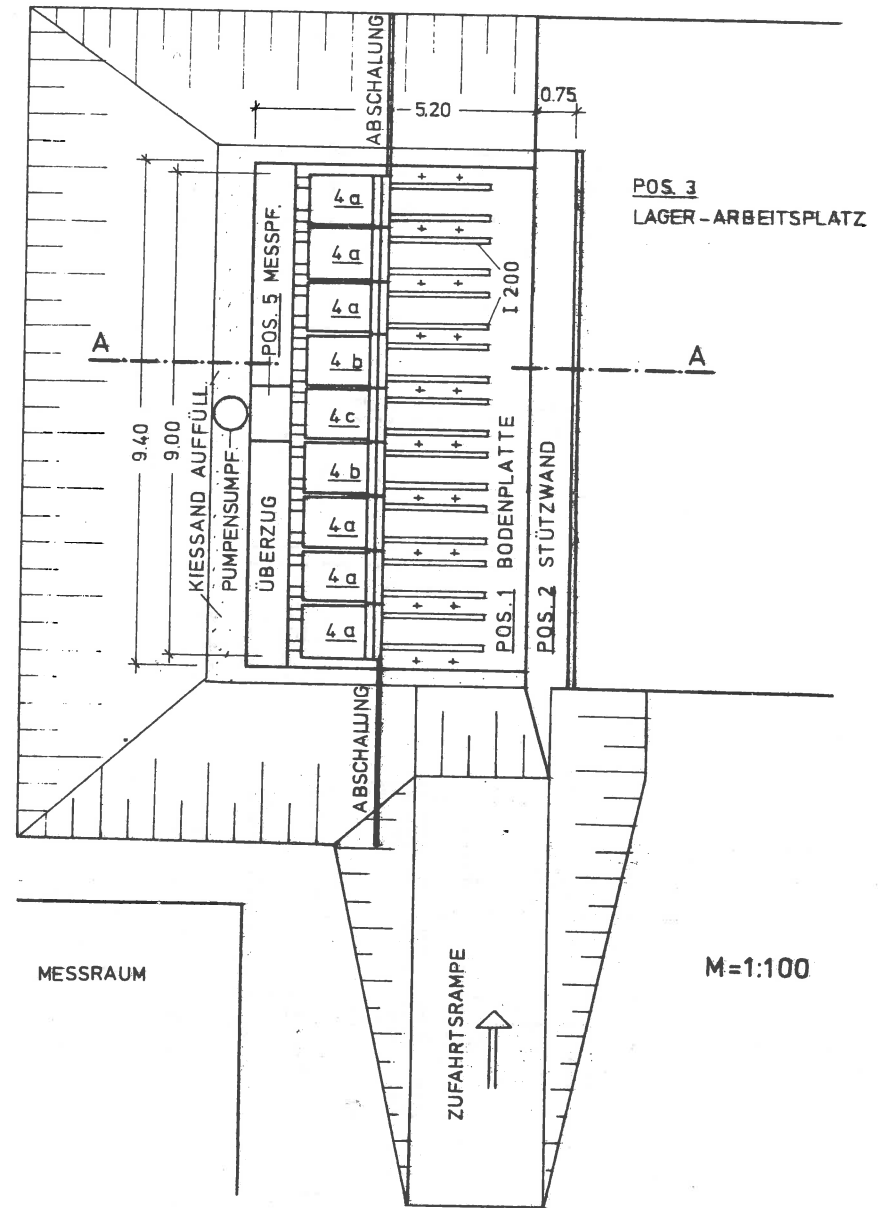 ABSCHALUNG
5.20
0.75
POS. 3
LAGER-ARBEITSPLATZ
9.40
9.00
POS. 5 MESSPF.
4a
4a
4a
4b
4c
4b
4a
4a
4a
I 200
A
A
KIESSAND AUFFÜLL.
PUMPENSUMPF.
ÜBERZUG
POS. 1 BODENPLATTE
POS. 2 STÜTZWAND
ABSCHALUNG
MESSRAUM
ZUFAHRTSRAMPE
M=1:100